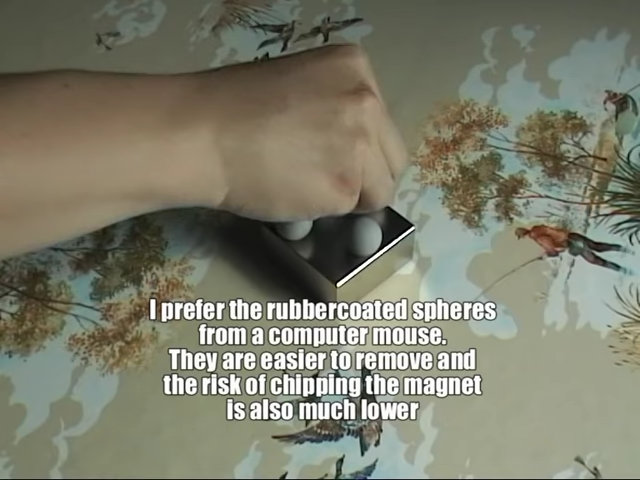 I prefer the rubbercoated spheres
from a computer mouse.
They are easier to remove and
the risk of chipping the magnet
is also much lower